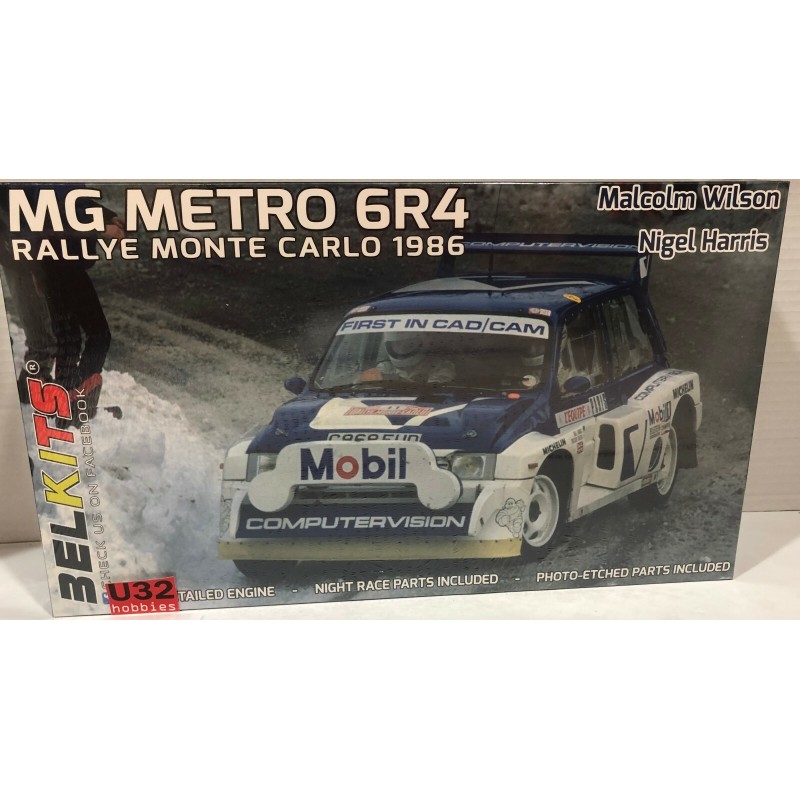 MG METRO 6R4
RALLYE MONTE CARLO 1986
Malcolm Wilson
Nigel Harris
COMPUTERVISION
FIRST IN CAD/CAM
Mobil
COMPUTERVISION
MICHELIN
L'EQUIPE
Mobil
MICHELIN
BELKITS®
CHECK US ON FACEBOOK
U32
hobbies
TAILED ENGINE - NIGHT RACE PARTS INCLUDED - PHOTO-ETCHED PARTS INCLUDED